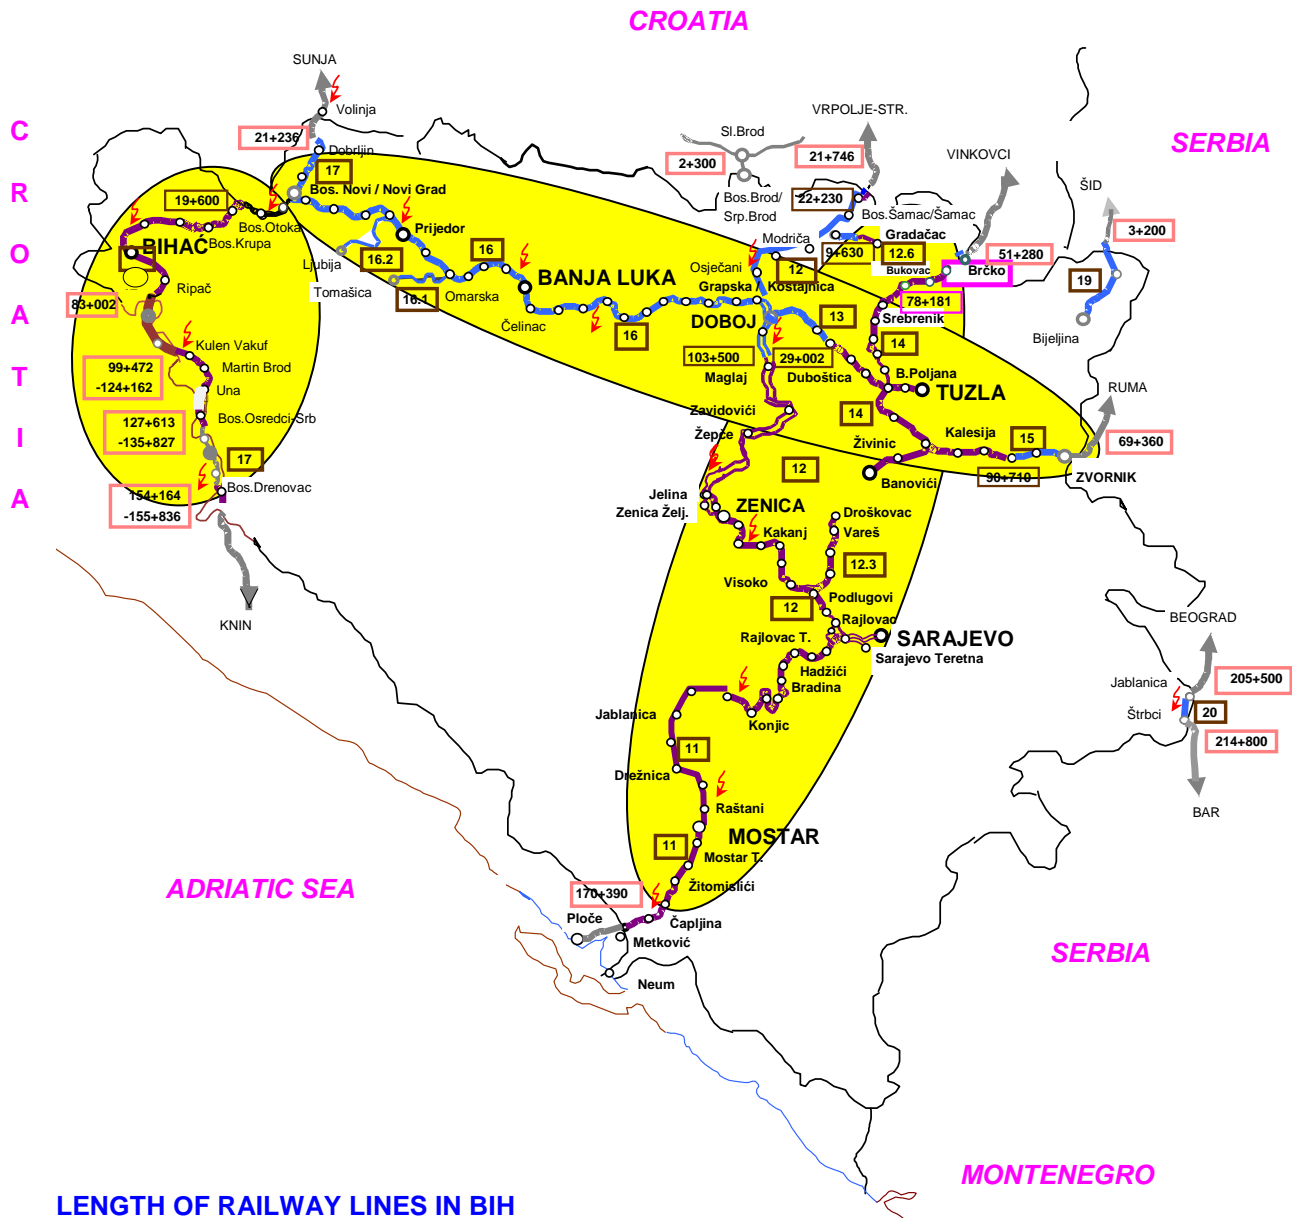 CROATIA
SUNJA
Volinja
C
R
O
A
T
I
A
21+236
Dobrljin
17
VRPOLJE-STR.
Sl.Brod
2+300
21+746
SERBIA
VINKOVCI
ŠID
Bos. Novi / Novi Grad
19+600
Bos.Otoka
Bos.Krupa
BIHAĆ
Bos.Brod/
Srp.Brod
22+230
Bos.Šamac/Šamac
3+200
Prijedor
16
Ljubija
16.2
Tomašica
16.1
Omarska
BANJA LUKA
Modriča
Gradačac
9+630
12.6
51+280
Osječani
12
Bukovac
Brčko
19
Grapska
Kostajnica
78+181
Ripač
83+002
Čelinac
16
DOBOJ
13
Srebrenik
Bijeljina
14
Kulen Vakuf
99+472
-124+162
Martin Brod
Una
103+500
29+002
Maglaj
Duboštica
B.Poljana
TUZLA
RUMA
127+613
-135+827
Bos.Osredci-Srb
Zavidovići
14
Žepče
Živinic
Kalesija
15
69+360
17
12
90+710
ZVORNIK
154+164
-155+836
Bos.Drenovac
Banovići
Jelina
Zenica Želj.
ZENICA
Droškovac
Vareš
Kakanj
12.3
Visoko
Podlugovi
12
Rajlovac
KNIN
Rajlovac T.
SARAJEVO
Sarajevo Teretna
Hadžići
Bradina
BEOGRAD
Jablanica
205+500
Štrbci
20
214+800
BAR
Jablanica
Konjic
11
Drežnica
Raštani
MOSTAR
11
Mostar T.
Žitomislići
ADRIATIC SEA
170+390
Čapljina
Ploče
Metković
Neum
SERBIA
MONTENEGRO
LENGTH OF RAILWAY LINES IN BIH